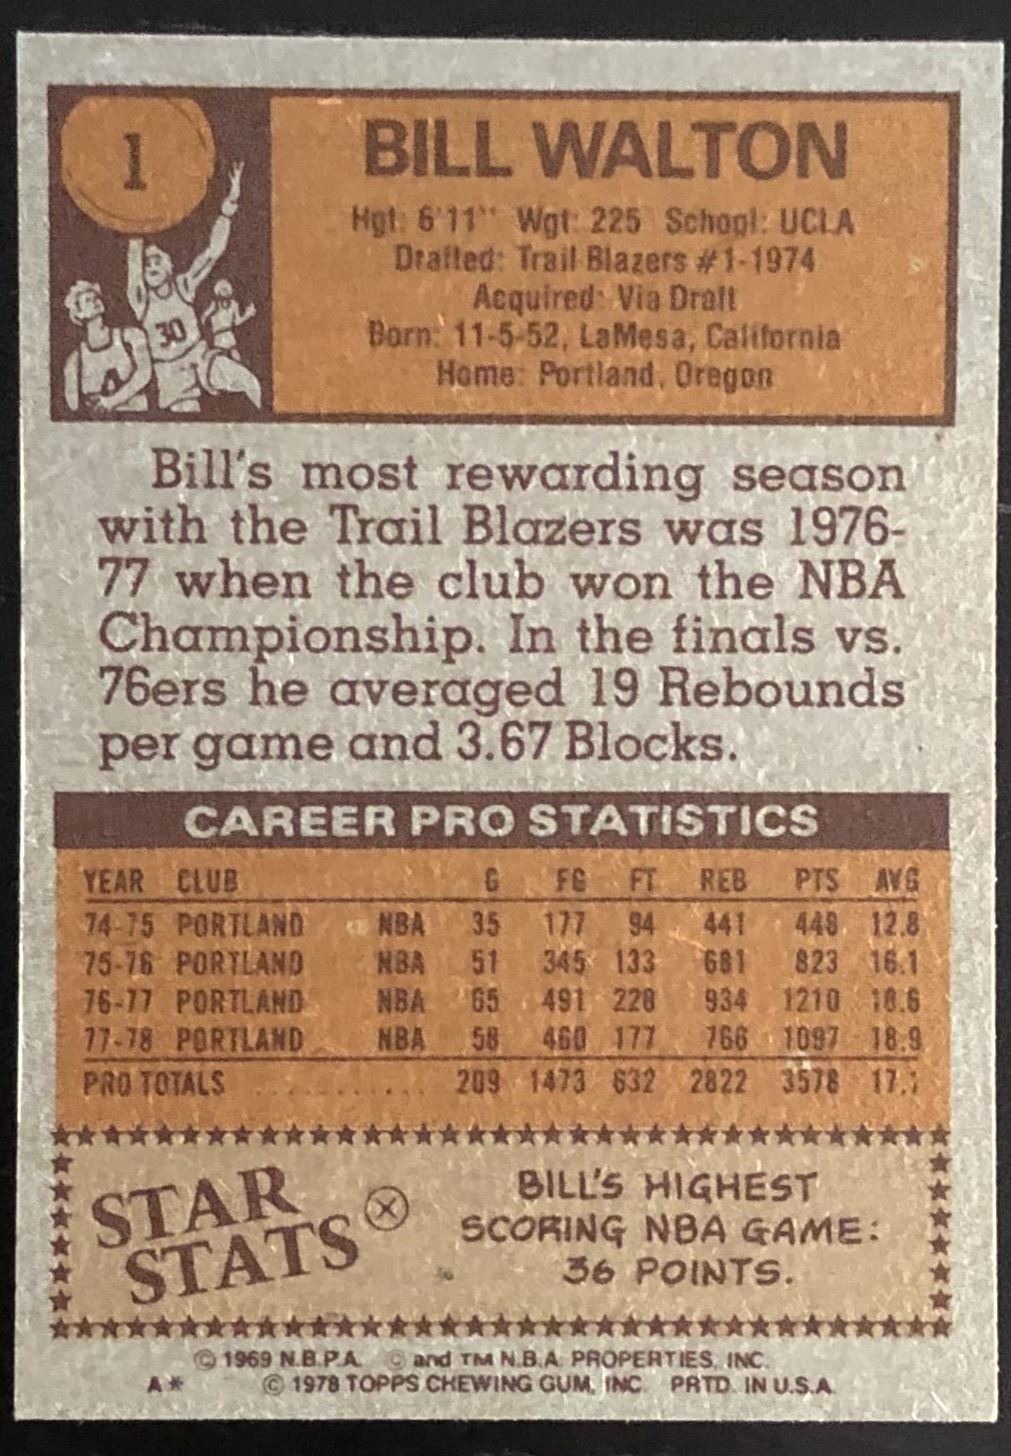 1
BILL WALTON
Hgt: 6'11" Wgt: 225 School: UCLA
Drafted: Trail Blazers #1-1974
Acquired: Via Draft
Born: 11-5-52, LaMesa, California
Home: Portland, Oregon
30
Bill's most rewarding season
with the Trail Blazers was 1976-
77 when the club won the NBA
Championship. In the finals vs.
76ers he averaged 19 Rebounds
per game and 3.67 Blocks.
CAREER PRO STATISTICS
YEAR CLUB G FG FT REB PTS AVG
74-75 PORTLAND NBA 35 177 94 441 448 12.8
75-76 PORTLAND NBA 51 345 133 681 823 16.1
76-77 PORTLAND NBA 65 491 228 934 1210 18.6
77-78 PORTLAND NBA 58 460 177 766 1097 18.9
PRO TOTALS .......... 209 1473 632 2822 3578 17.1
STAR
STATS
BILL'S HIGHEST
SCORING NBA GAME:
36 POINTS.
© 1969 N.B.P.A. © and TM N.B.A. PROPERTIES, INC.
A* © 1978 TOPPS CHEWING GUM, INC. PRTD. IN U.S.A.